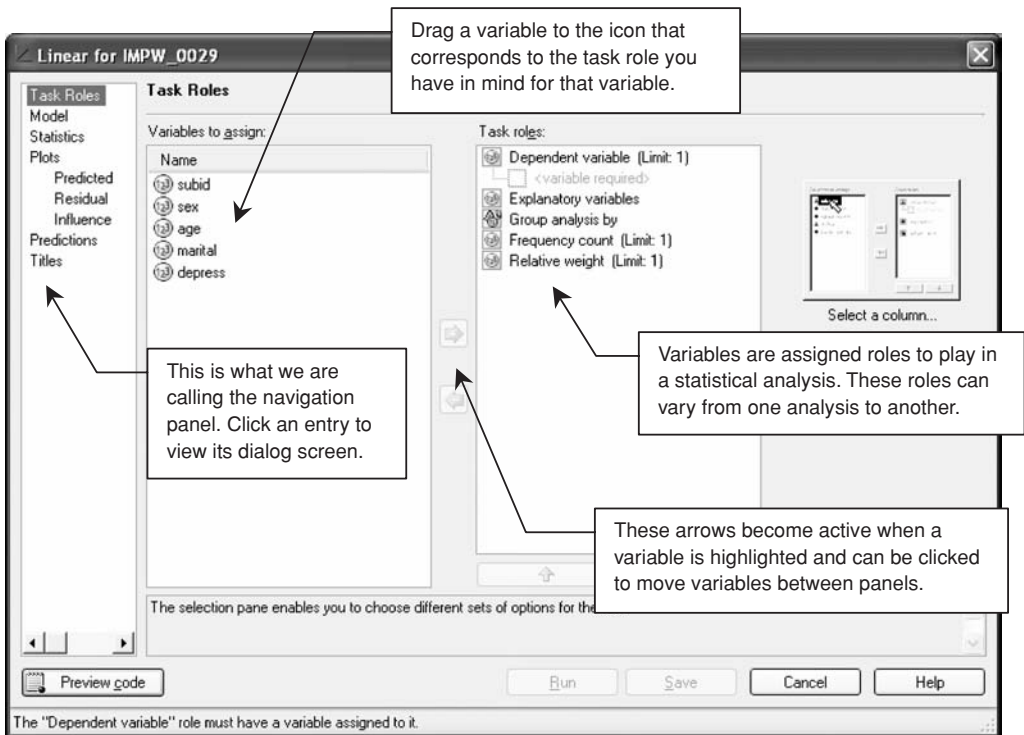 Drag a variable to the icon that
corresponds to the task role you
have in mind for that variable.
Linear for IMPW_0029
Task Roles
Model
Statistics
Plots
Predicted
Residual
Influence
Predictions
Titles
Task Roles
Variables to assign:
Name
subid
sex
age
marital
depress
Task roles:
Dependent variable (Limit: 1)
<variable required>
Explanatory variables
Group analysis by
Frequency count (Limit: 1)
Relative weight (Limit: 1)
Select a column...
This is what we are
calling the navigation
panel. Click an entry to
view its dialog screen.
Variables are assigned roles to play in
a statistical analysis. These roles can
vary from one analysis to another.
These arrows become active when a
variable is highlighted and can be clicked
to move variables between panels.
The selection pane enables you to choose different sets of options for the
Preview code
Run
Save
Cancel
Help
The "Dependent variable" role must have a variable assigned to it.